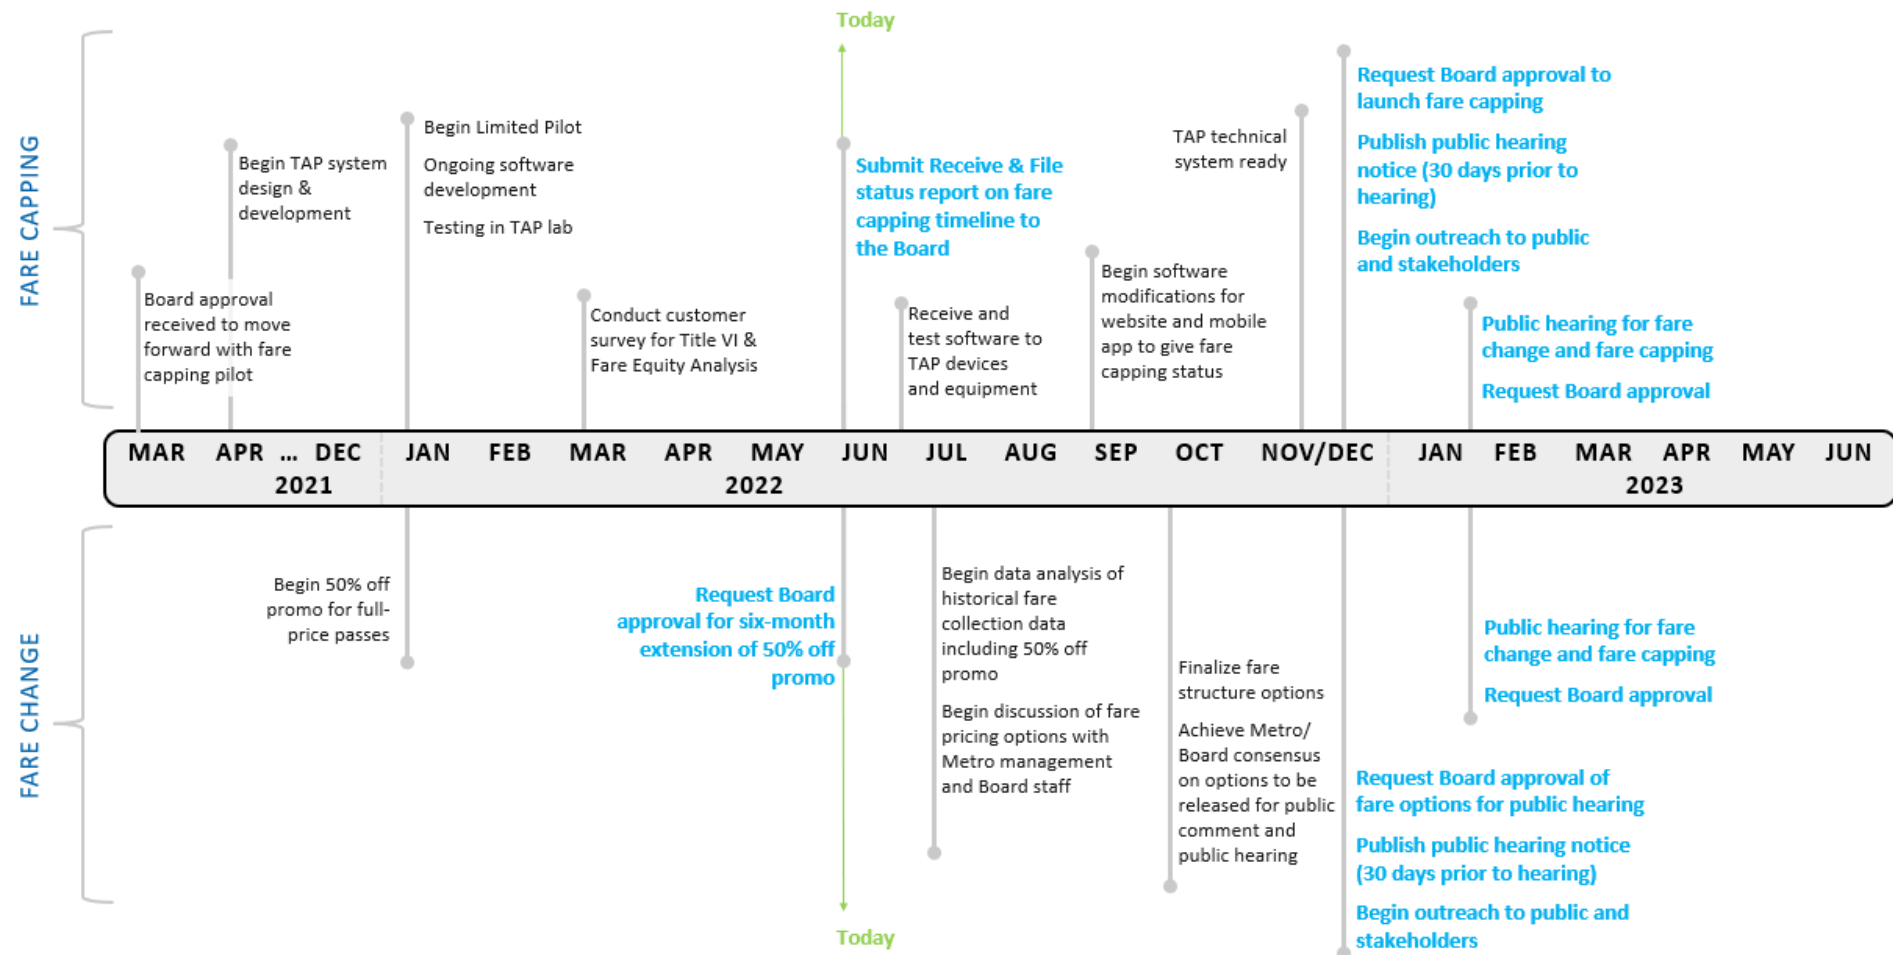 Today
FARE CAPPING
Board approval
received to move
forward with fare
capping pilot
Begin TAP system
design &
development
Begin Limited Pilot
Ongoing software
development
Testing in TAP lab
Conduct customer
survey for Title VI &
Fare Equity Analysis
Submit Receive & File
status report on fare
capping timeline to
the Board
Receive and
test software to
TAP devices
and equipment
Begin software
modifications for
website and mobile
app to give fare
capping status
TAP technical
system ready
Request Board approval to
launch fare capping
Publish public hearing
notice (30 days prior to
hearing)
Begin outreach to public
and stakeholders
Public hearing for fare
change and fare capping
Request Board approval
MAR APR ... DEC JAN FEB MAR APR MAY JUN JUL AUG SEP OCT NOV/DEC JAN FEB MAR APR MAY JUN
2021 2022 2023
FARE CHANGE
Begin 50% off
promo for full-
price passes
Request Board
approval for six-month
extension of 50% off
promo
Begin data analysis of
historical fare
collection data
including 50% off
promo
Begin discussion of fare
pricing options with
Metro management
and Board staff
Finalize fare
structure options
Achieve Metro/
Board consensus
on options to be
released for public
comment and
public hearing
Public hearing for fare
change and fare capping
Request Board approval
Request Board approval of
fare options for public hearing
Publish public hearing notice
(30 days prior to hearing)
Begin outreach to public and
stakeholders
Today